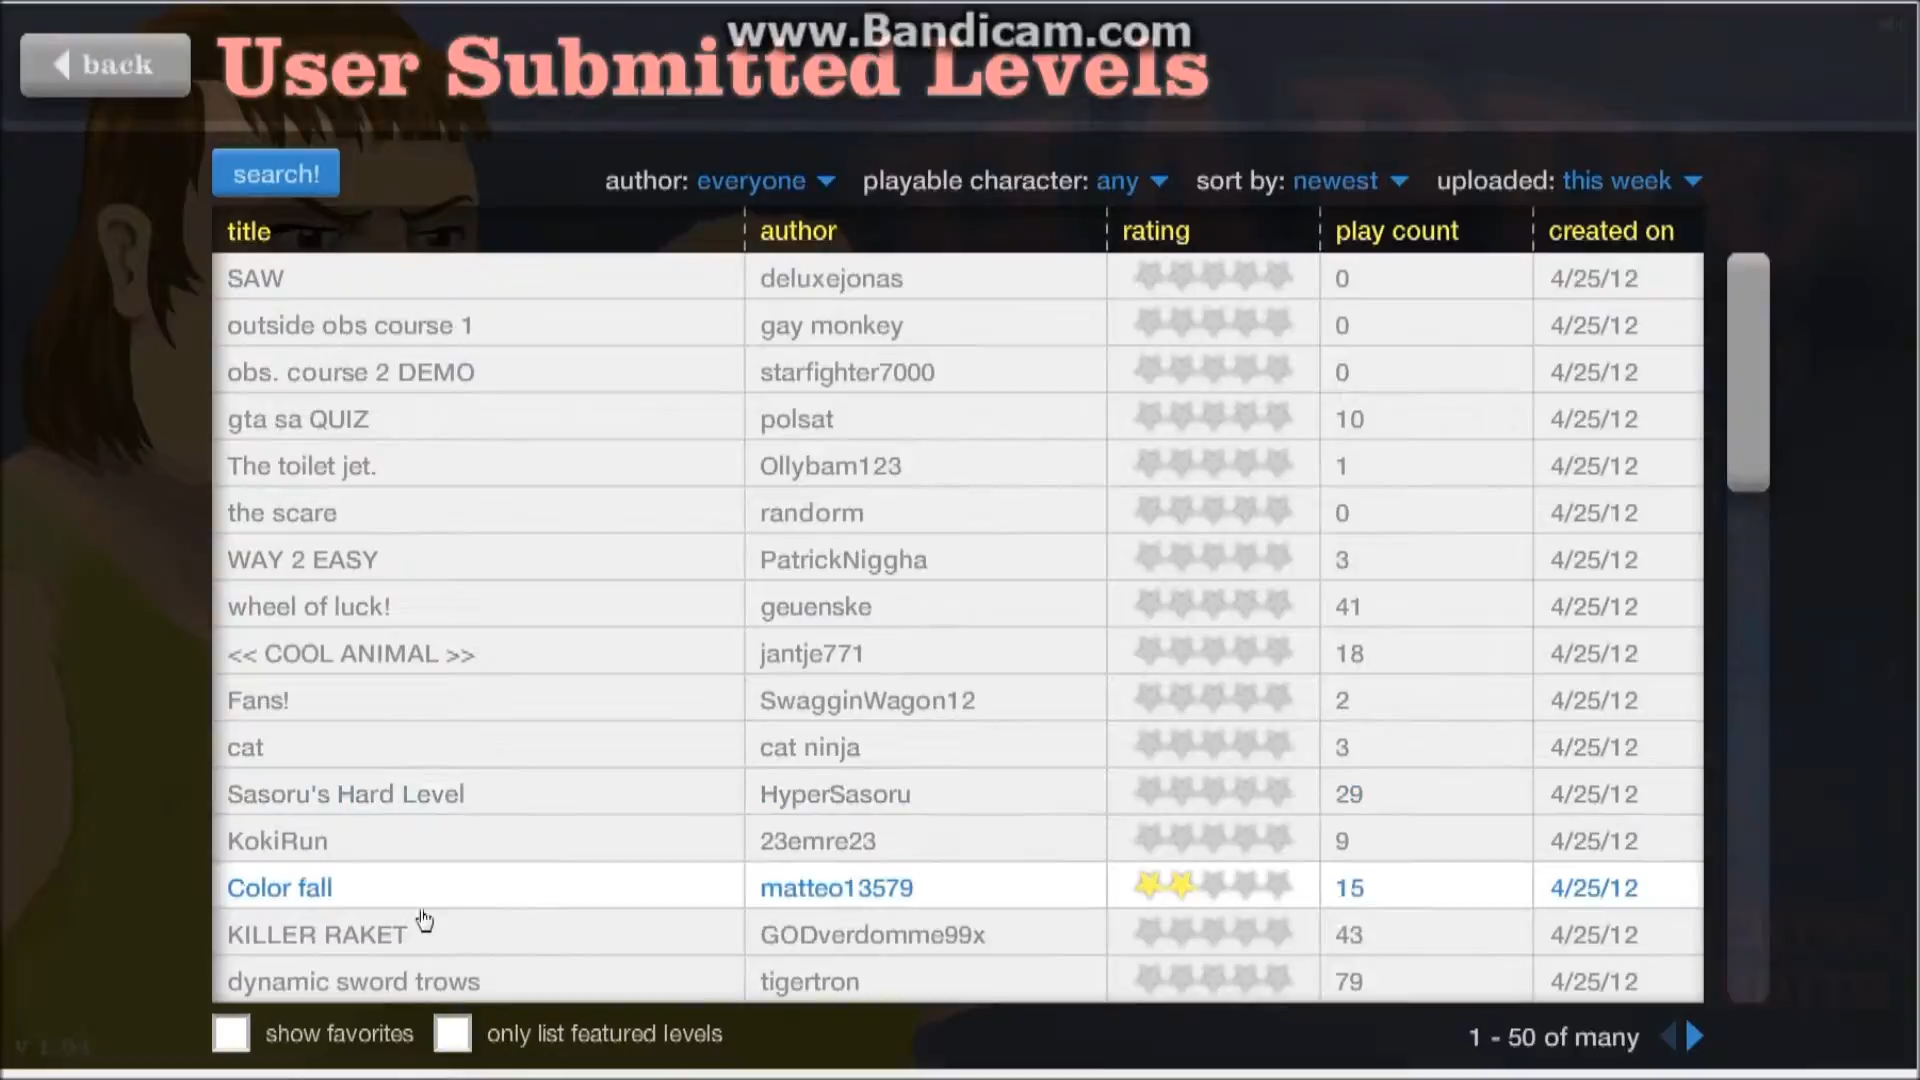 www.Bandicam.com
back
User Submitted Levels
search!
author: everyone playable character: any sort by: newest uploaded: this week
title author rating play count created on
SAW deluxejonas 0 4/25/12
outside obs course 1 gay monkey 0 4/25/12
obs. course 2 DEMO starfighter7000 0 4/25/12
gta sa QUIZ polsat 10 4/25/12
The toilet jet. Ollybam123 1 4/25/12
the scare randorm 0 4/25/12
WAY 2 EASY PatrickNiggha 3 4/25/12
wheel of luck! geuenske 41 4/25/12
<< COOL ANIMAL >> jantje771 18 4/25/12
Fans! SwagginWagon12 2 4/25/12
cat cat ninja 3 4/25/12
Sasoru's Hard Level HyperSasoru 29 4/25/12
KokiRun 23emre23 9 4/25/12
Color fall matteo13579 15 4/25/12
KILLER RAKET GODverdomme99x 43 4/25/12
dynamic sword trows tigertron 79 4/25/12
show favorites only list featured levels 1 - 50 of many